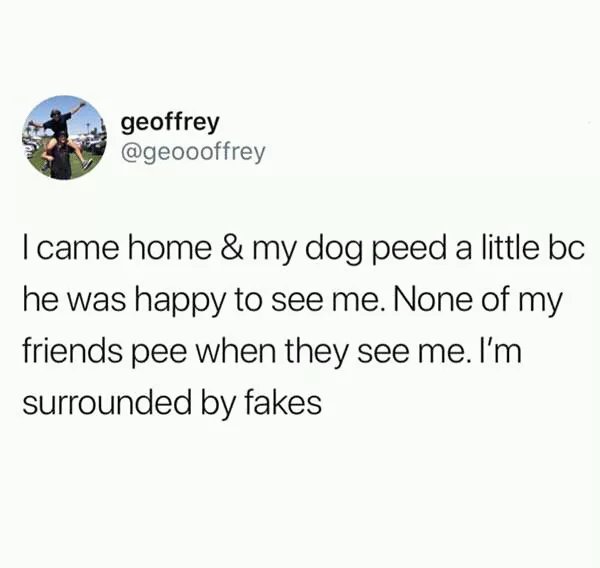 geoffrey
@geoooffrey
I came home & my dog peed a little bc
he was happy to see me. None of my
friends pee when they see me. I'm
surrounded by fakes